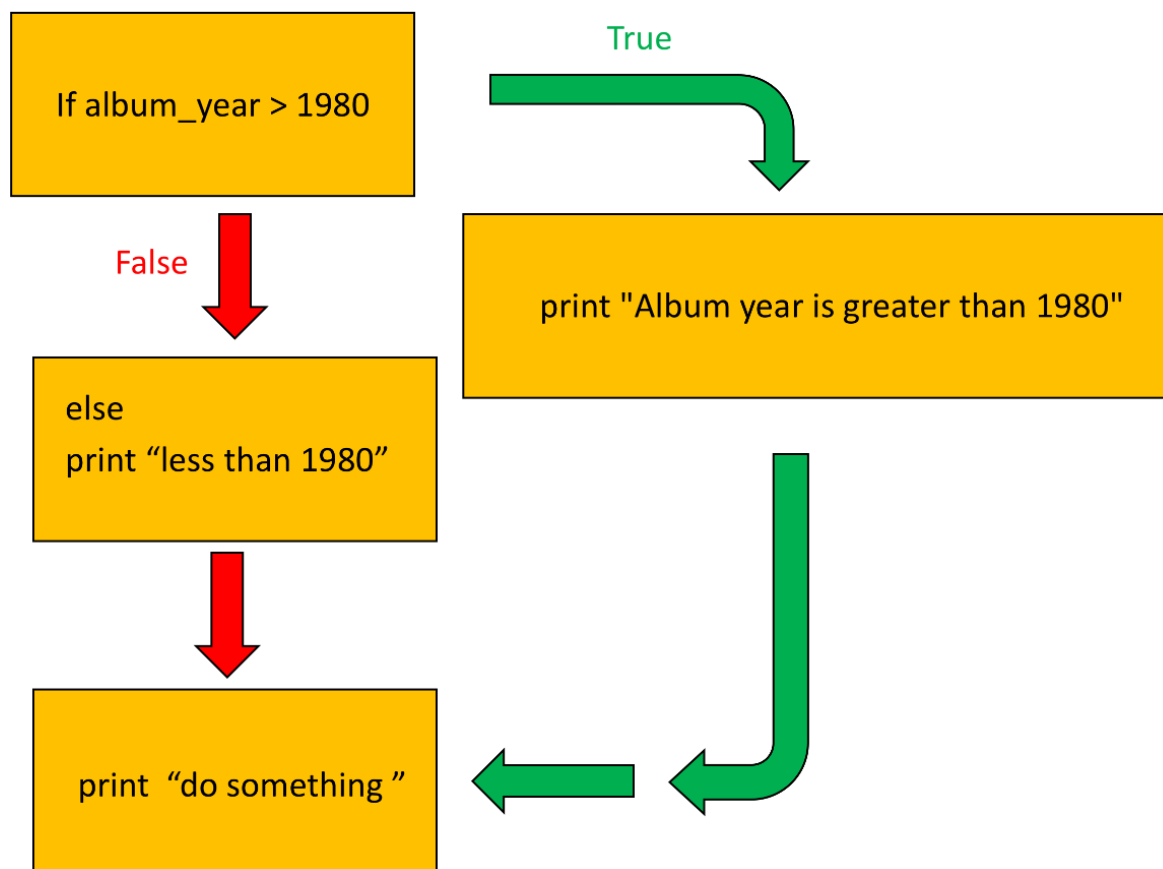 If album_year > 1980
True
False
print "Album year is greater than 1980"
else
print “less than 1980”
print  “do something ”